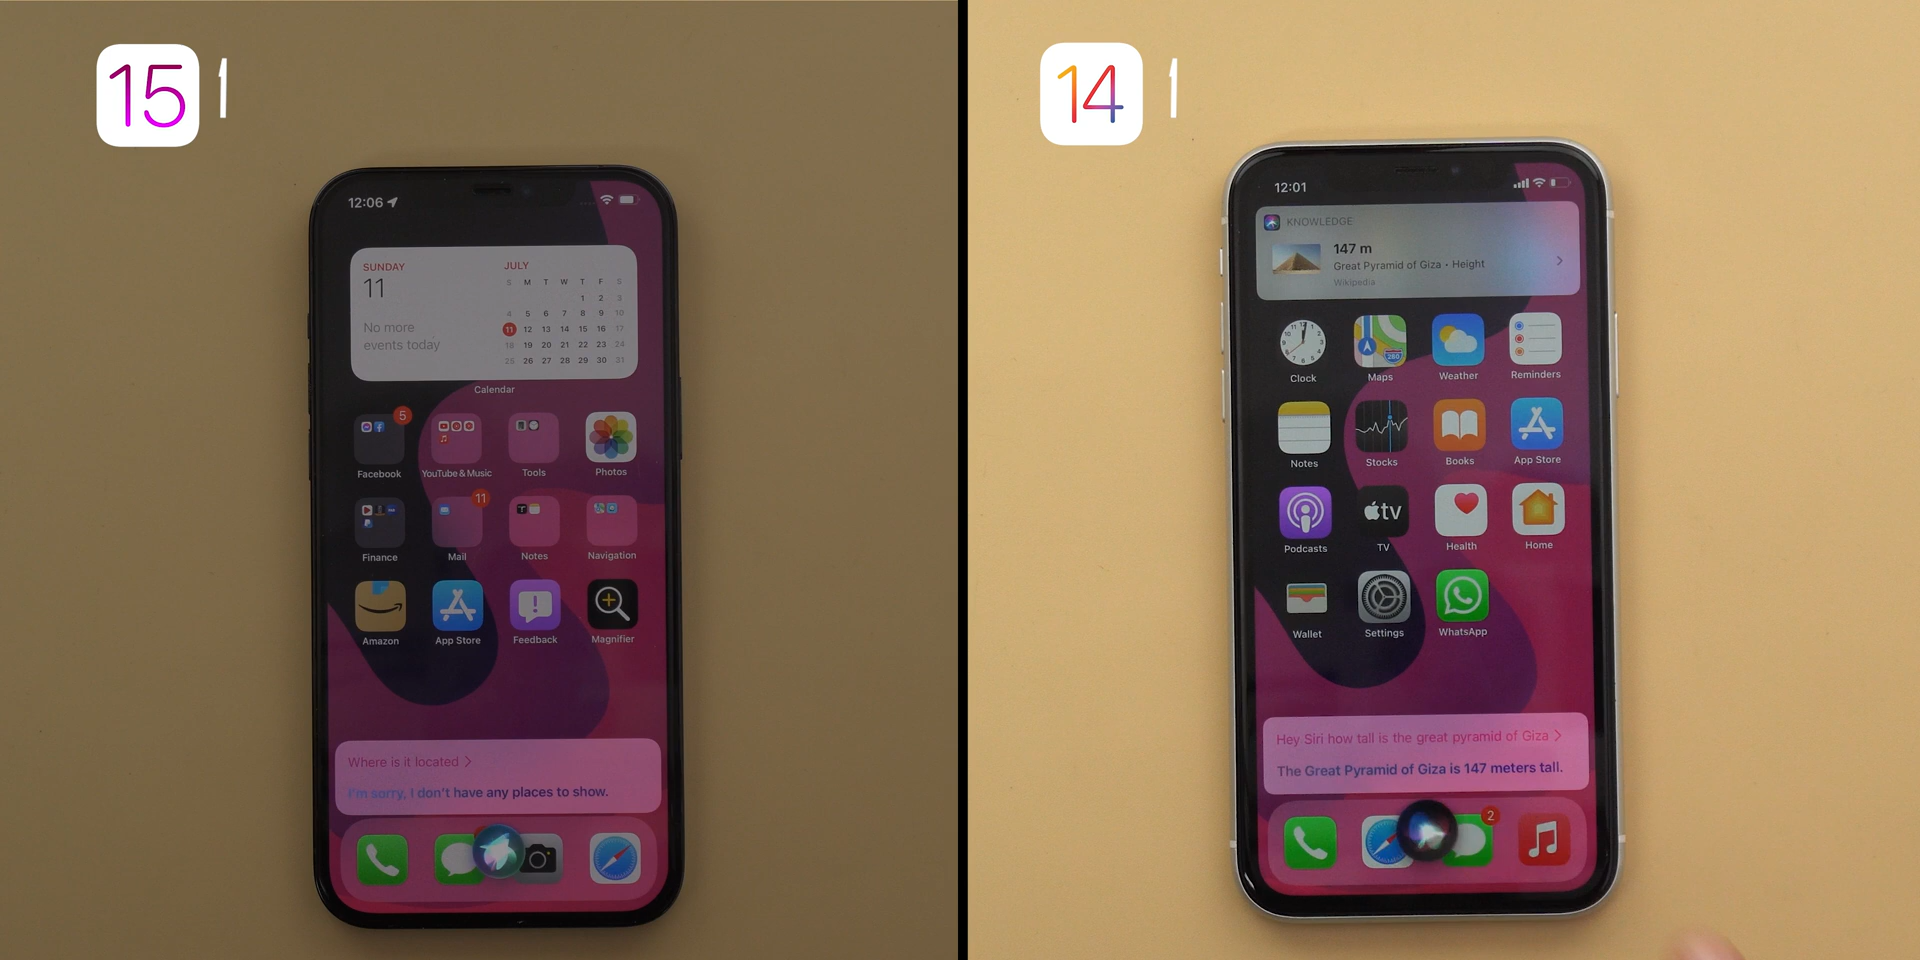 15 1
12:06
SUNDAY
11
No more
events today
JULY
S M T W T F S
1 2 3
4 5 6 7 8 9 10
11 12 13 14 15 16 17
18 19 20 21 22 23 24
25 26 27 28 29 30 31
Calendar
5
Facebook YouTube & Music Tools Photos
11
Finance Mail Notes Navigation
Amazon App Store Feedback Magnifier
Where is it located >
I'm sorry, I don't have any places to show.
14 1
12:01
KNOWLEDGE
147 m
Great Pyramid of Giza • Height
Wikipedia
Clock Maps Weather Reminders
Notes Stocks Books App Store
tv
Podcasts TV Health Home
Wallet Settings WhatsApp
Hey Siri how tall is the great pyramid of Giza >
The Great Pyramid of Giza is 147 meters tall.
2